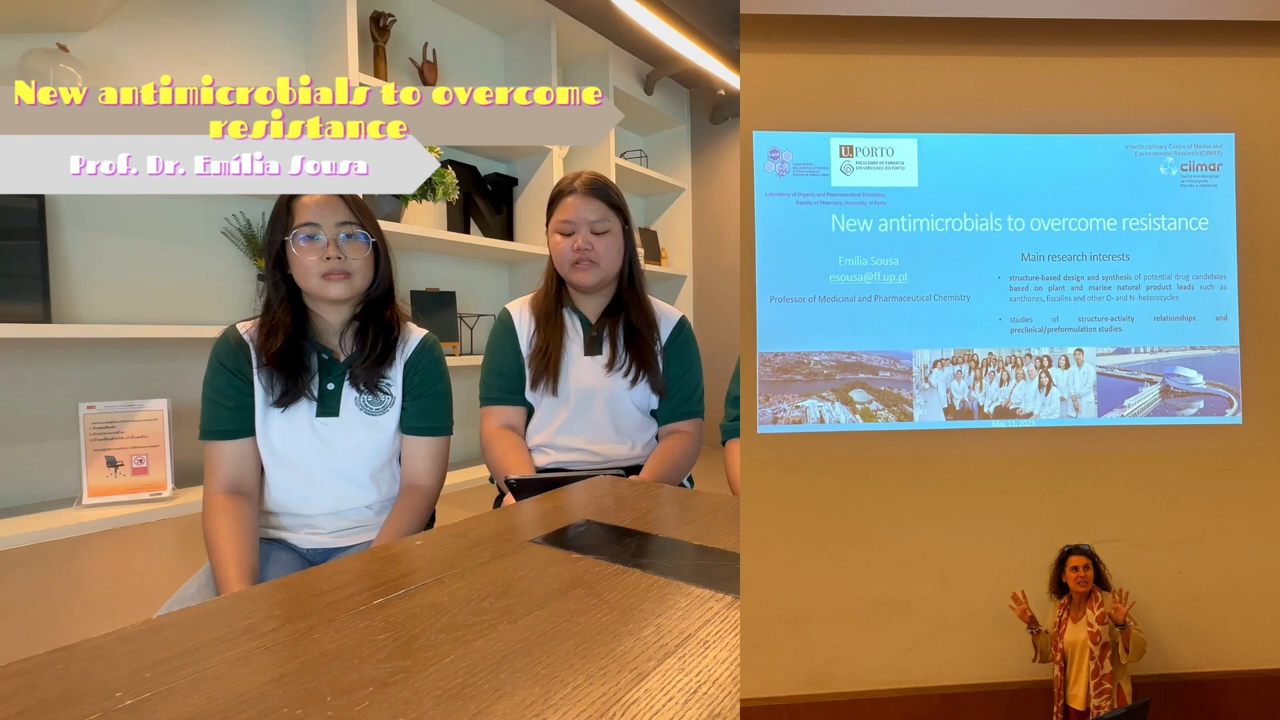 New antimicrobials to overcome
resistance
Prof. Dr. Emília Sousa
U.PORTO
FACULDADE DE FARMÁCIA
UNIVERSIDADE DO PORTO
Interdisciplinary Centre of Marine and
Environmental Research (CIIMAR)
ciimar
Laboratory of Organic and Pharmaceutical Chemistry,
Faculty of Pharmacy, University of Porto
New antimicrobials to overcome resistance
Emília Sousa
esousa@ff.up.pt
Professor of Medicinal and Pharmaceutical Chemistry
Main research interests
• structure-based design and synthesis of potential drug candidates
based on plant and marine natural product leads such as
xanthones, fiscalins and other O- and N- heterocycles
• studies of structure-activity relationships and
preclinical/preformulation studies.
May 11, 2023